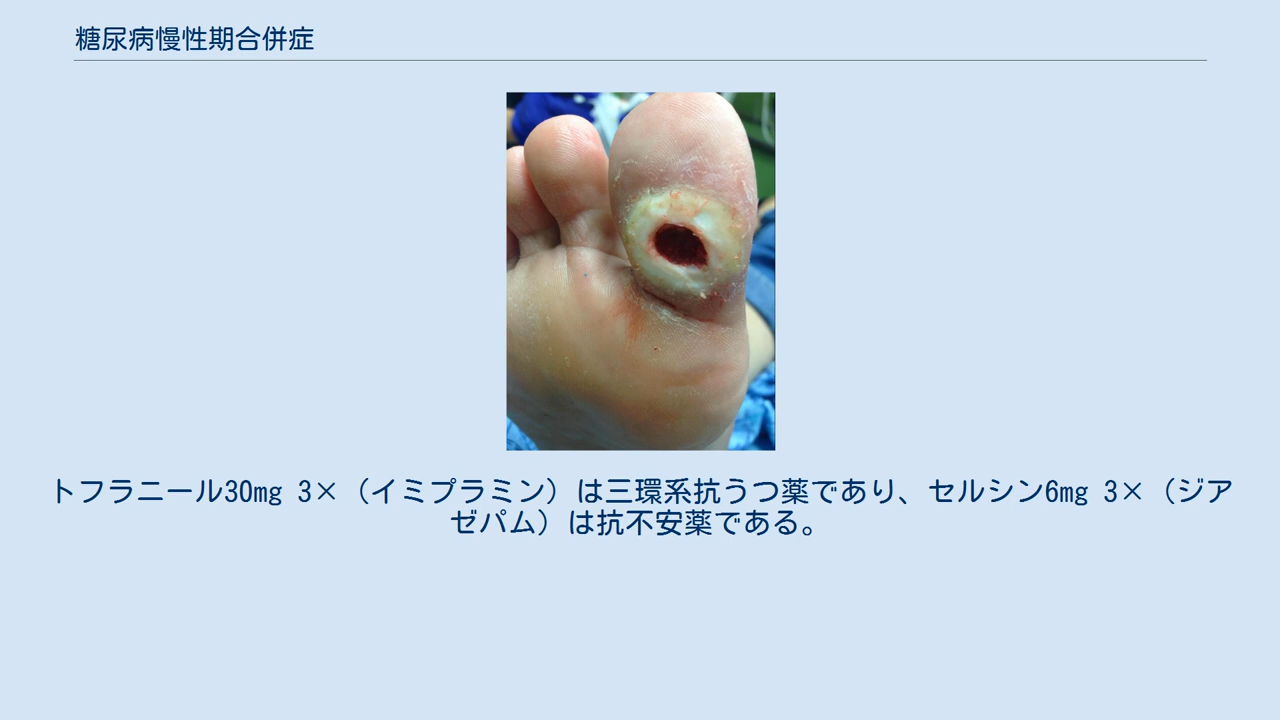 糖尿病慢性期合併症
トフラニール30mg 3×（イミプラミン）は三環系抗うつ薬であり、セルシン6mg 3×（ジア
ゼパム）は抗不安薬である。